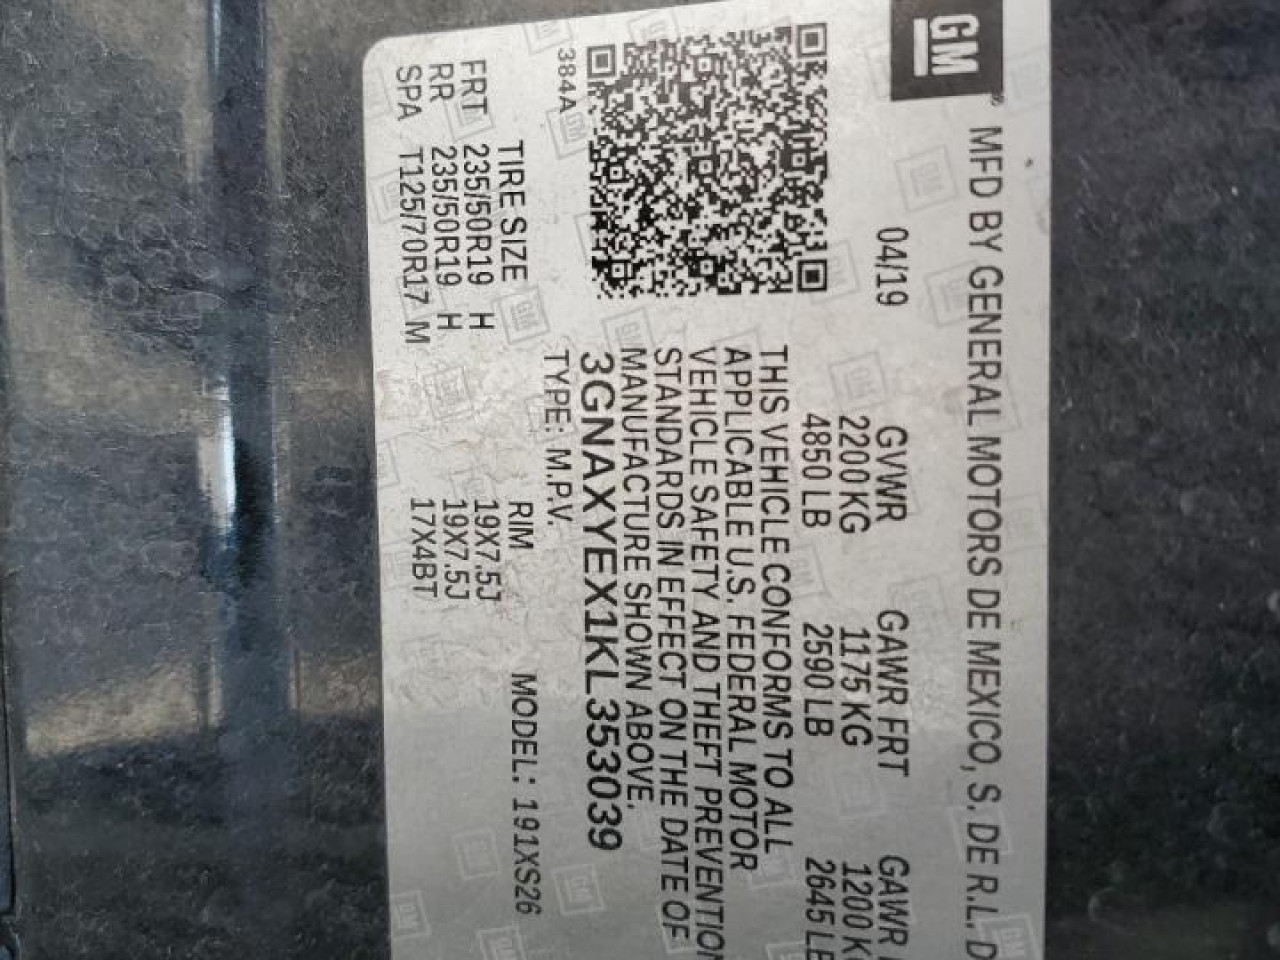 GM
MFD BY GENERAL MOTORS DE MEXICO, S. DE R.L. D
04/19 GVWR GAWR FRT GAWR
2200 KG 1175 KG 1200 K
4850 LB 2590 LB 2645 LB
THIS VEHICLE CONFORMS TO ALL
APPLICABLE U.S. FEDERAL MOTOR
VEHICLE SAFETY AND THEFT PREVENTION
STANDARDS IN EFFECT ON THE DATE OF
MANUFACTURE SHOWN ABOVE.
3GNAXYEX1KL353039
384A TYPE: M.P.V. MODEL: 191XS26
TIRE SIZE RIM
FRT 235/50R19 H 19X7.5J
RR 235/50R19 H 19X7.5J
SPA T125/70R17 M 17X4BT